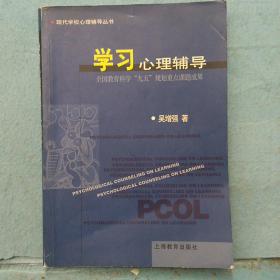 现代学校心理辅导丛书
学习心理辅导
全国教育科学“九五”规划重点课题成果
吴增强 著
PSYCHOLOGICAL COUNSELING ON LEARNING
PSYCHOLOGICAL COUNSELING ON LEARNING
PCOL
上海教育出版社